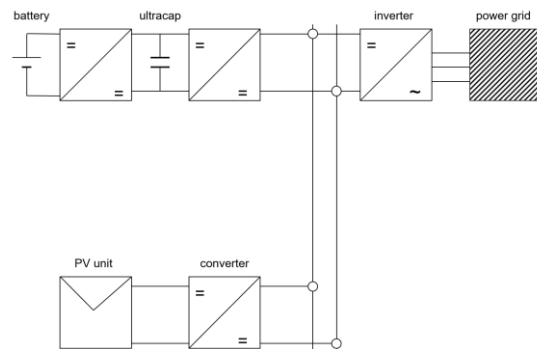 battery ultracap inverter power grid
= = = = = ~
PV unit converter
= =